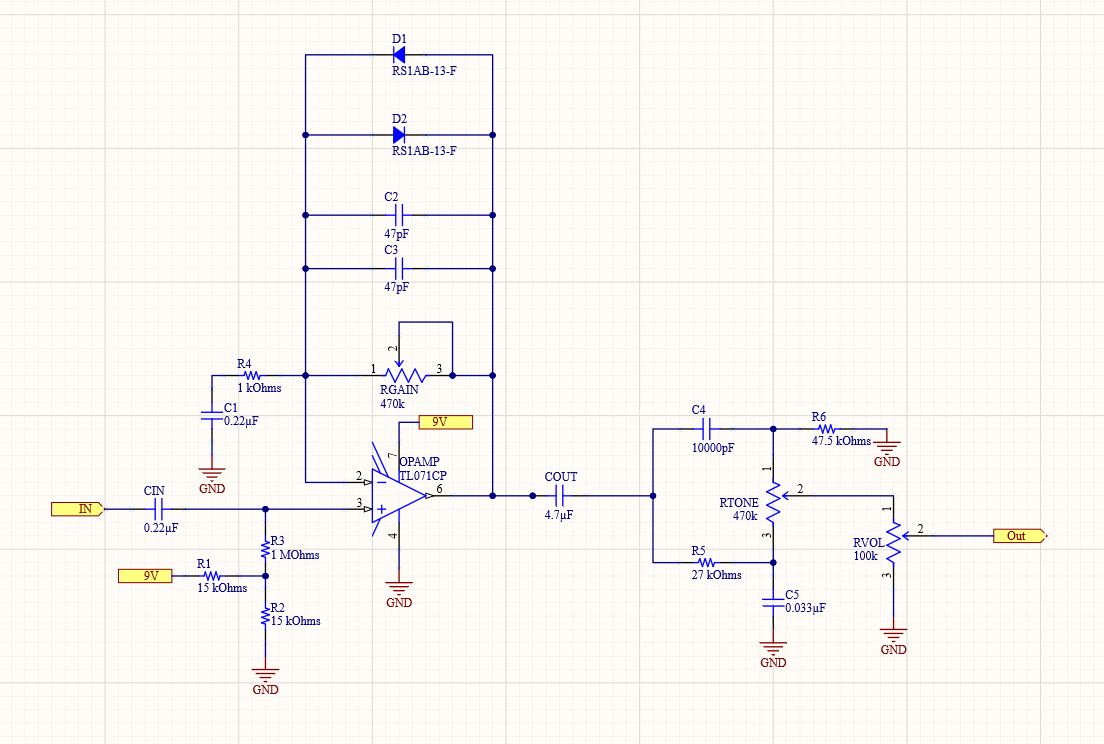 D1
RS1AB-13-F
D2
RS1AB-13-F
C2
47pF
C3
47pF
R4
1 kOhms
1
2
3
RGAIN
470k
C1
0.22µF
GND
9V
7
OPAMP
TL071CP
2
3
6
4
GND
CIN
0.22µF
IN
R3
1 MOhms
9V
R1
15 kOhms
R2
15 kOhms
GND
COUT
4.7µF
C4
10000pF
R6
47.5 kOhms
GND
1
2
3
RTONE
470k
R5
27 kOhms
C5
0.033µF
GND
1
2
3
RVOL
100k
GND
Out